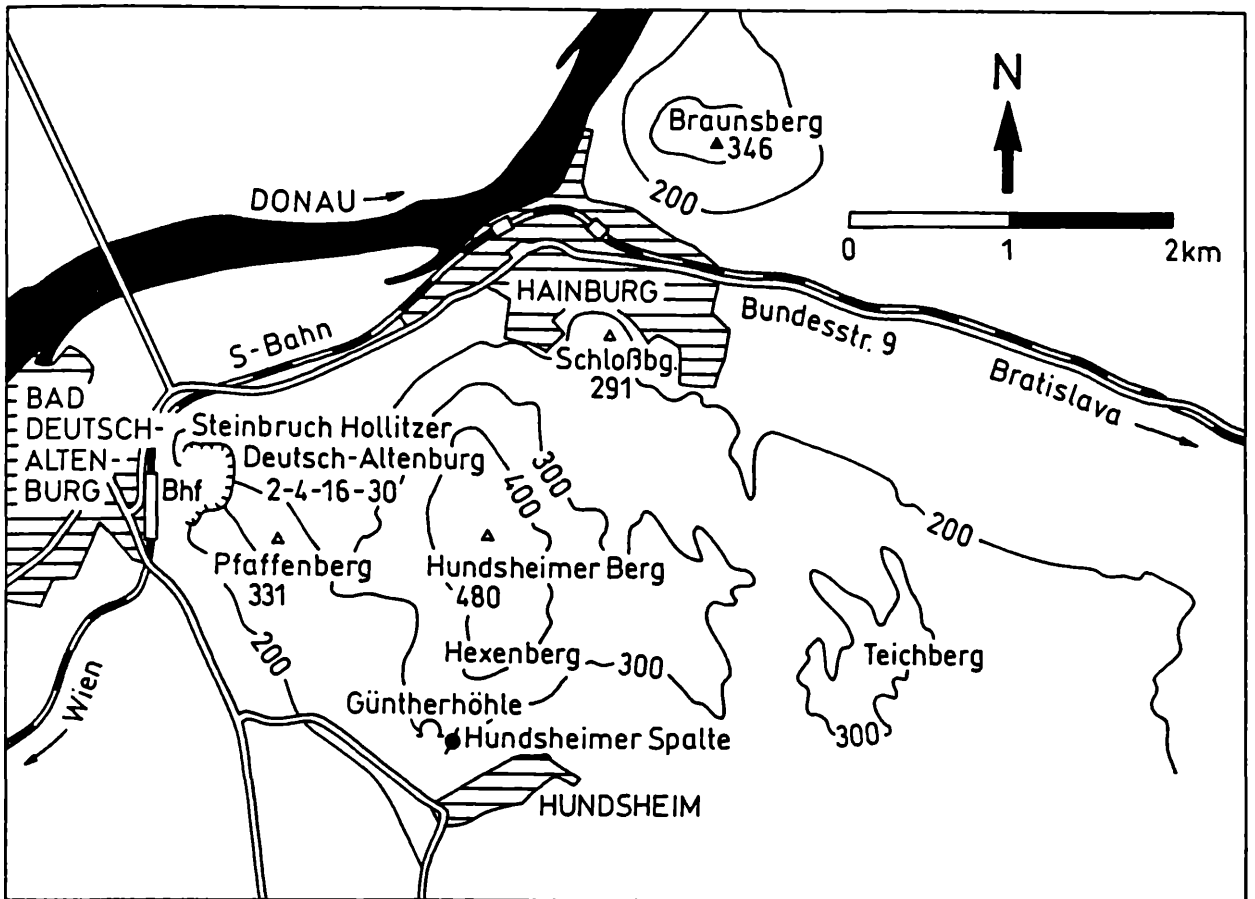 Braunsberg
346
N
200
DONAU
0 1 2km
HAINBURG
Bundesstr. 9
S-Bahn
Schloßbg.
291
Bratislava
BAD
DEUTSCH-
ALTEN-
BURG
Steinbruch Hollitzer
Deutsch-Altenburg
2-4-16-30'
Bhf
300
400
200
Pfaffenberg
331
Hundsheimer Berg
480
200
Hexenberg
300
Teichberg
Wien
Güntherhöhle
300
Hundsheimer Spalte
HUNDSHEIM